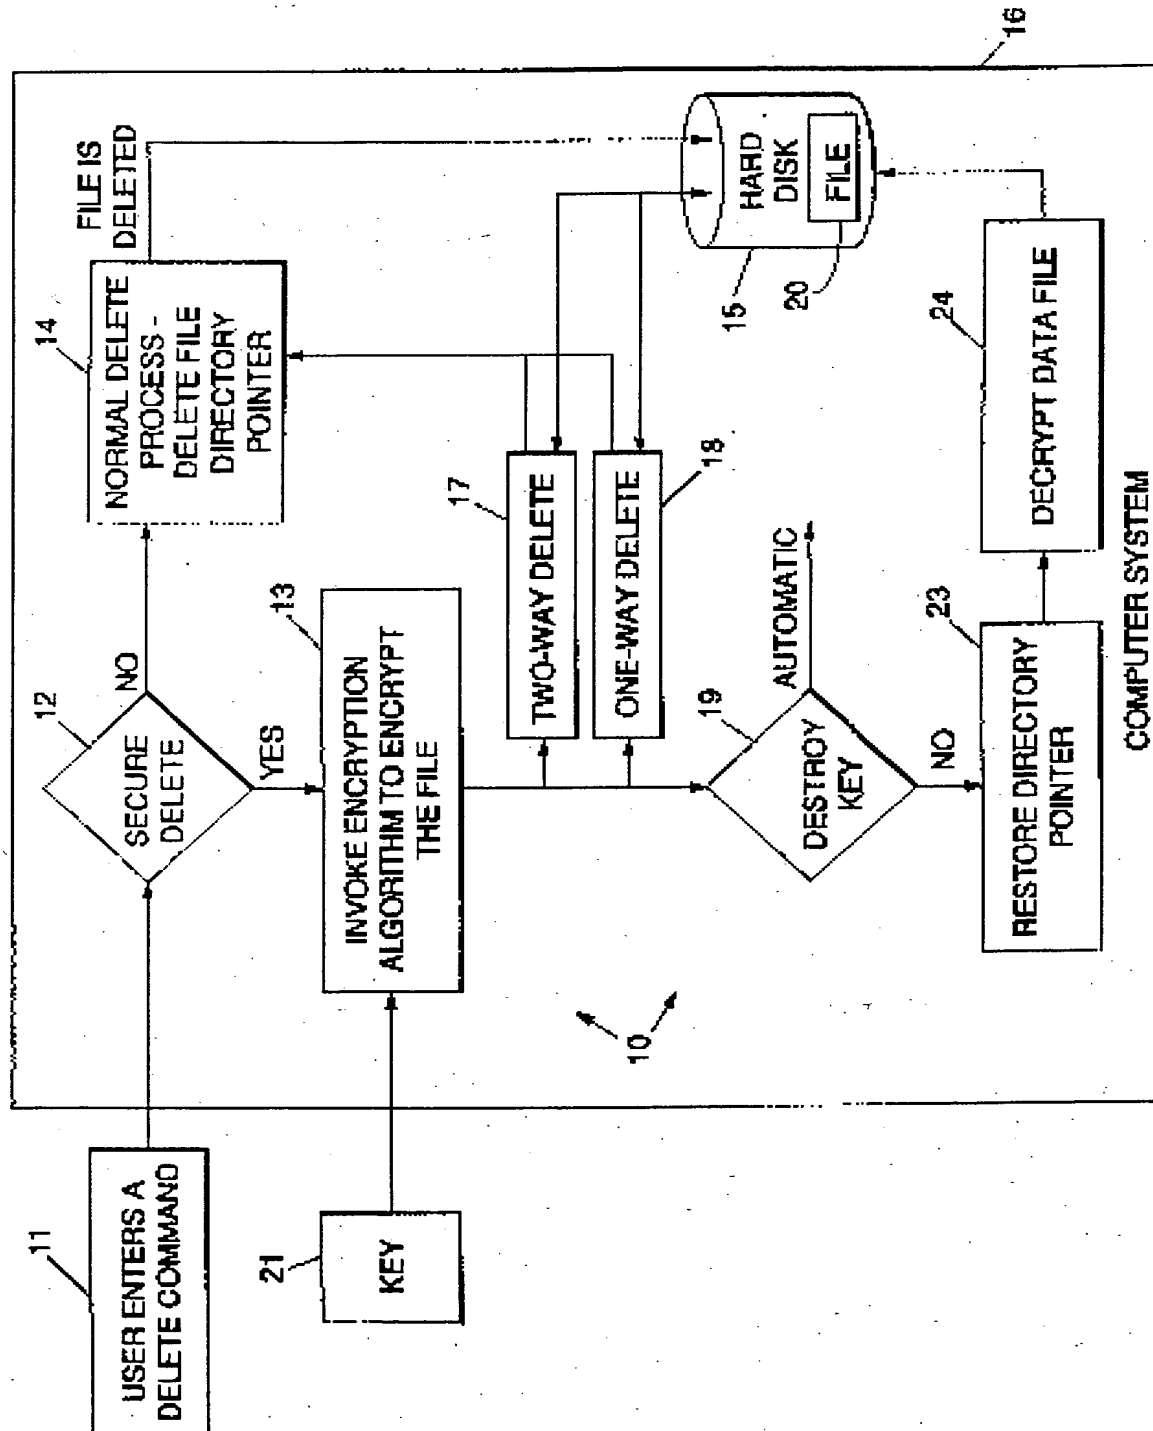 11
USER ENTERS A
DELETE COMMAND
12
SECURE
DELETE
NO
YES
14
NORMAL DELETE
PROCESS -
DELETE FILE
DIRECTORY
POINTER
FILE IS
DELETED
16
21
KEY
13
INVOKE ENCRYPTION
ALGORITHM TO ENCRYPT
THE FILE
17
TWO-WAY DELETE
ONE-WAY DELETE
18
HARD
DISK
FILE
15
20
10
19
DESTROY
KEY
AUTOMATIC
NO
23
RESTORE DIRECTORY
POINTER
24
DECRYPT DATA FILE
COMPUTER SYSTEM